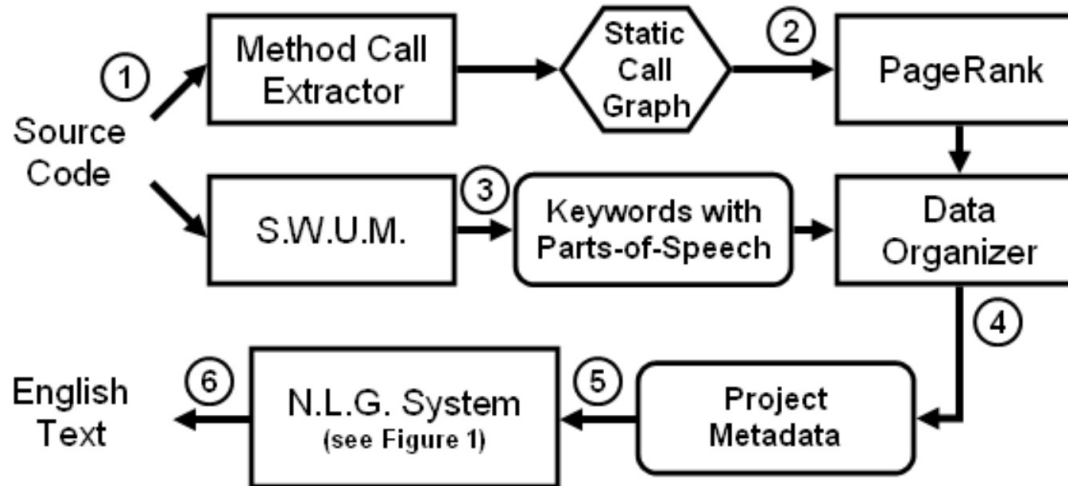 1
Source
Code
Method Call
Extractor
Static
Call
Graph
2
PageRank
S.W.U.M.
3
Keywords with
Parts-of-Speech
Data
Organizer
4
Project
Metadata
5
N.L.G. System
(see Figure 1)
6
English
Text